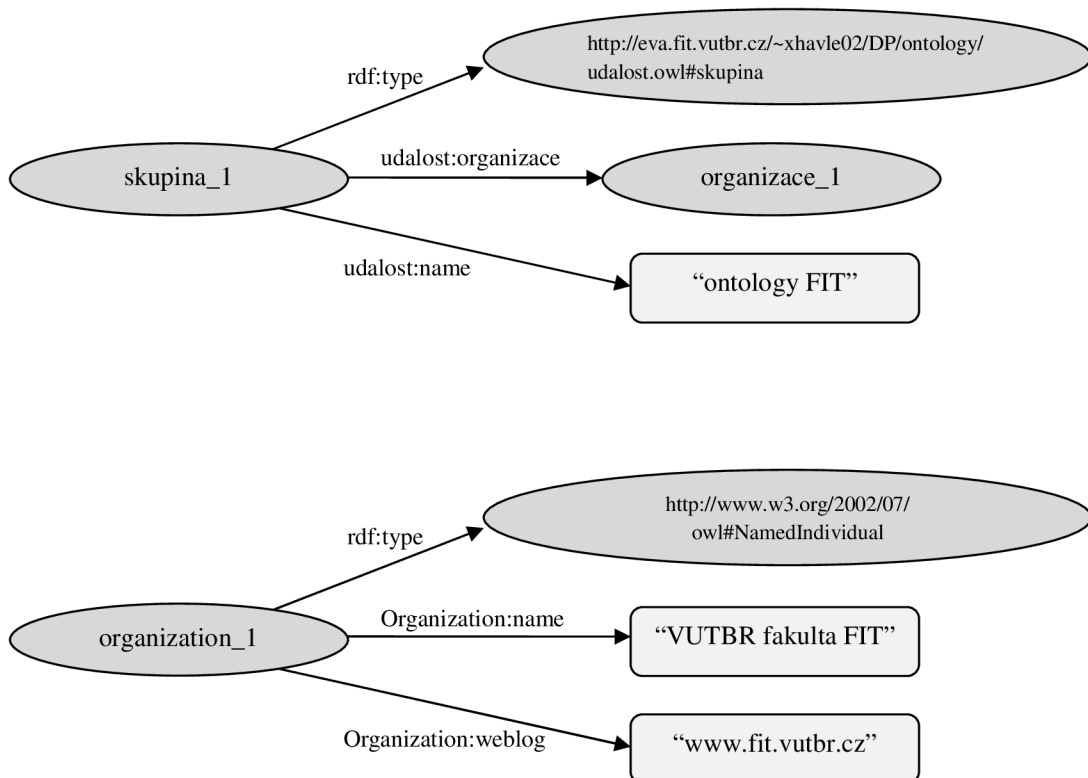 http://eva.fit.vutbr.cz/~xhavle02/DP/ontology/
udalost.owl#skupina
rdf:type
udalost:organizace
skupina_1
organizace_1
udalost:name
“ontology FIT”
http://www.w3.org/2002/07/
owl#NamedIndividual
rdf:type
Organization:name
organization_1
“VUTBR fakulta FIT”
Organization:weblog
“www.fit.vutbr.cz”